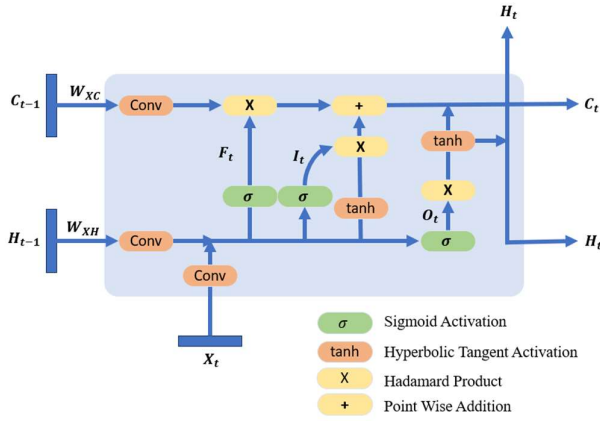 H_t
C_{t-1}
W_{XC}
Conv
X
+
C_t
F_t
I_t
X
tanh
σ
σ
tanh
X
O_t
H_{t-1}
W_{XH}
Conv
σ
H_t
Conv
X_t
σ Sigmoid Activation
tanh Hyperbolic Tangent Activation
X Hadamard Product
+ Point Wise Addition